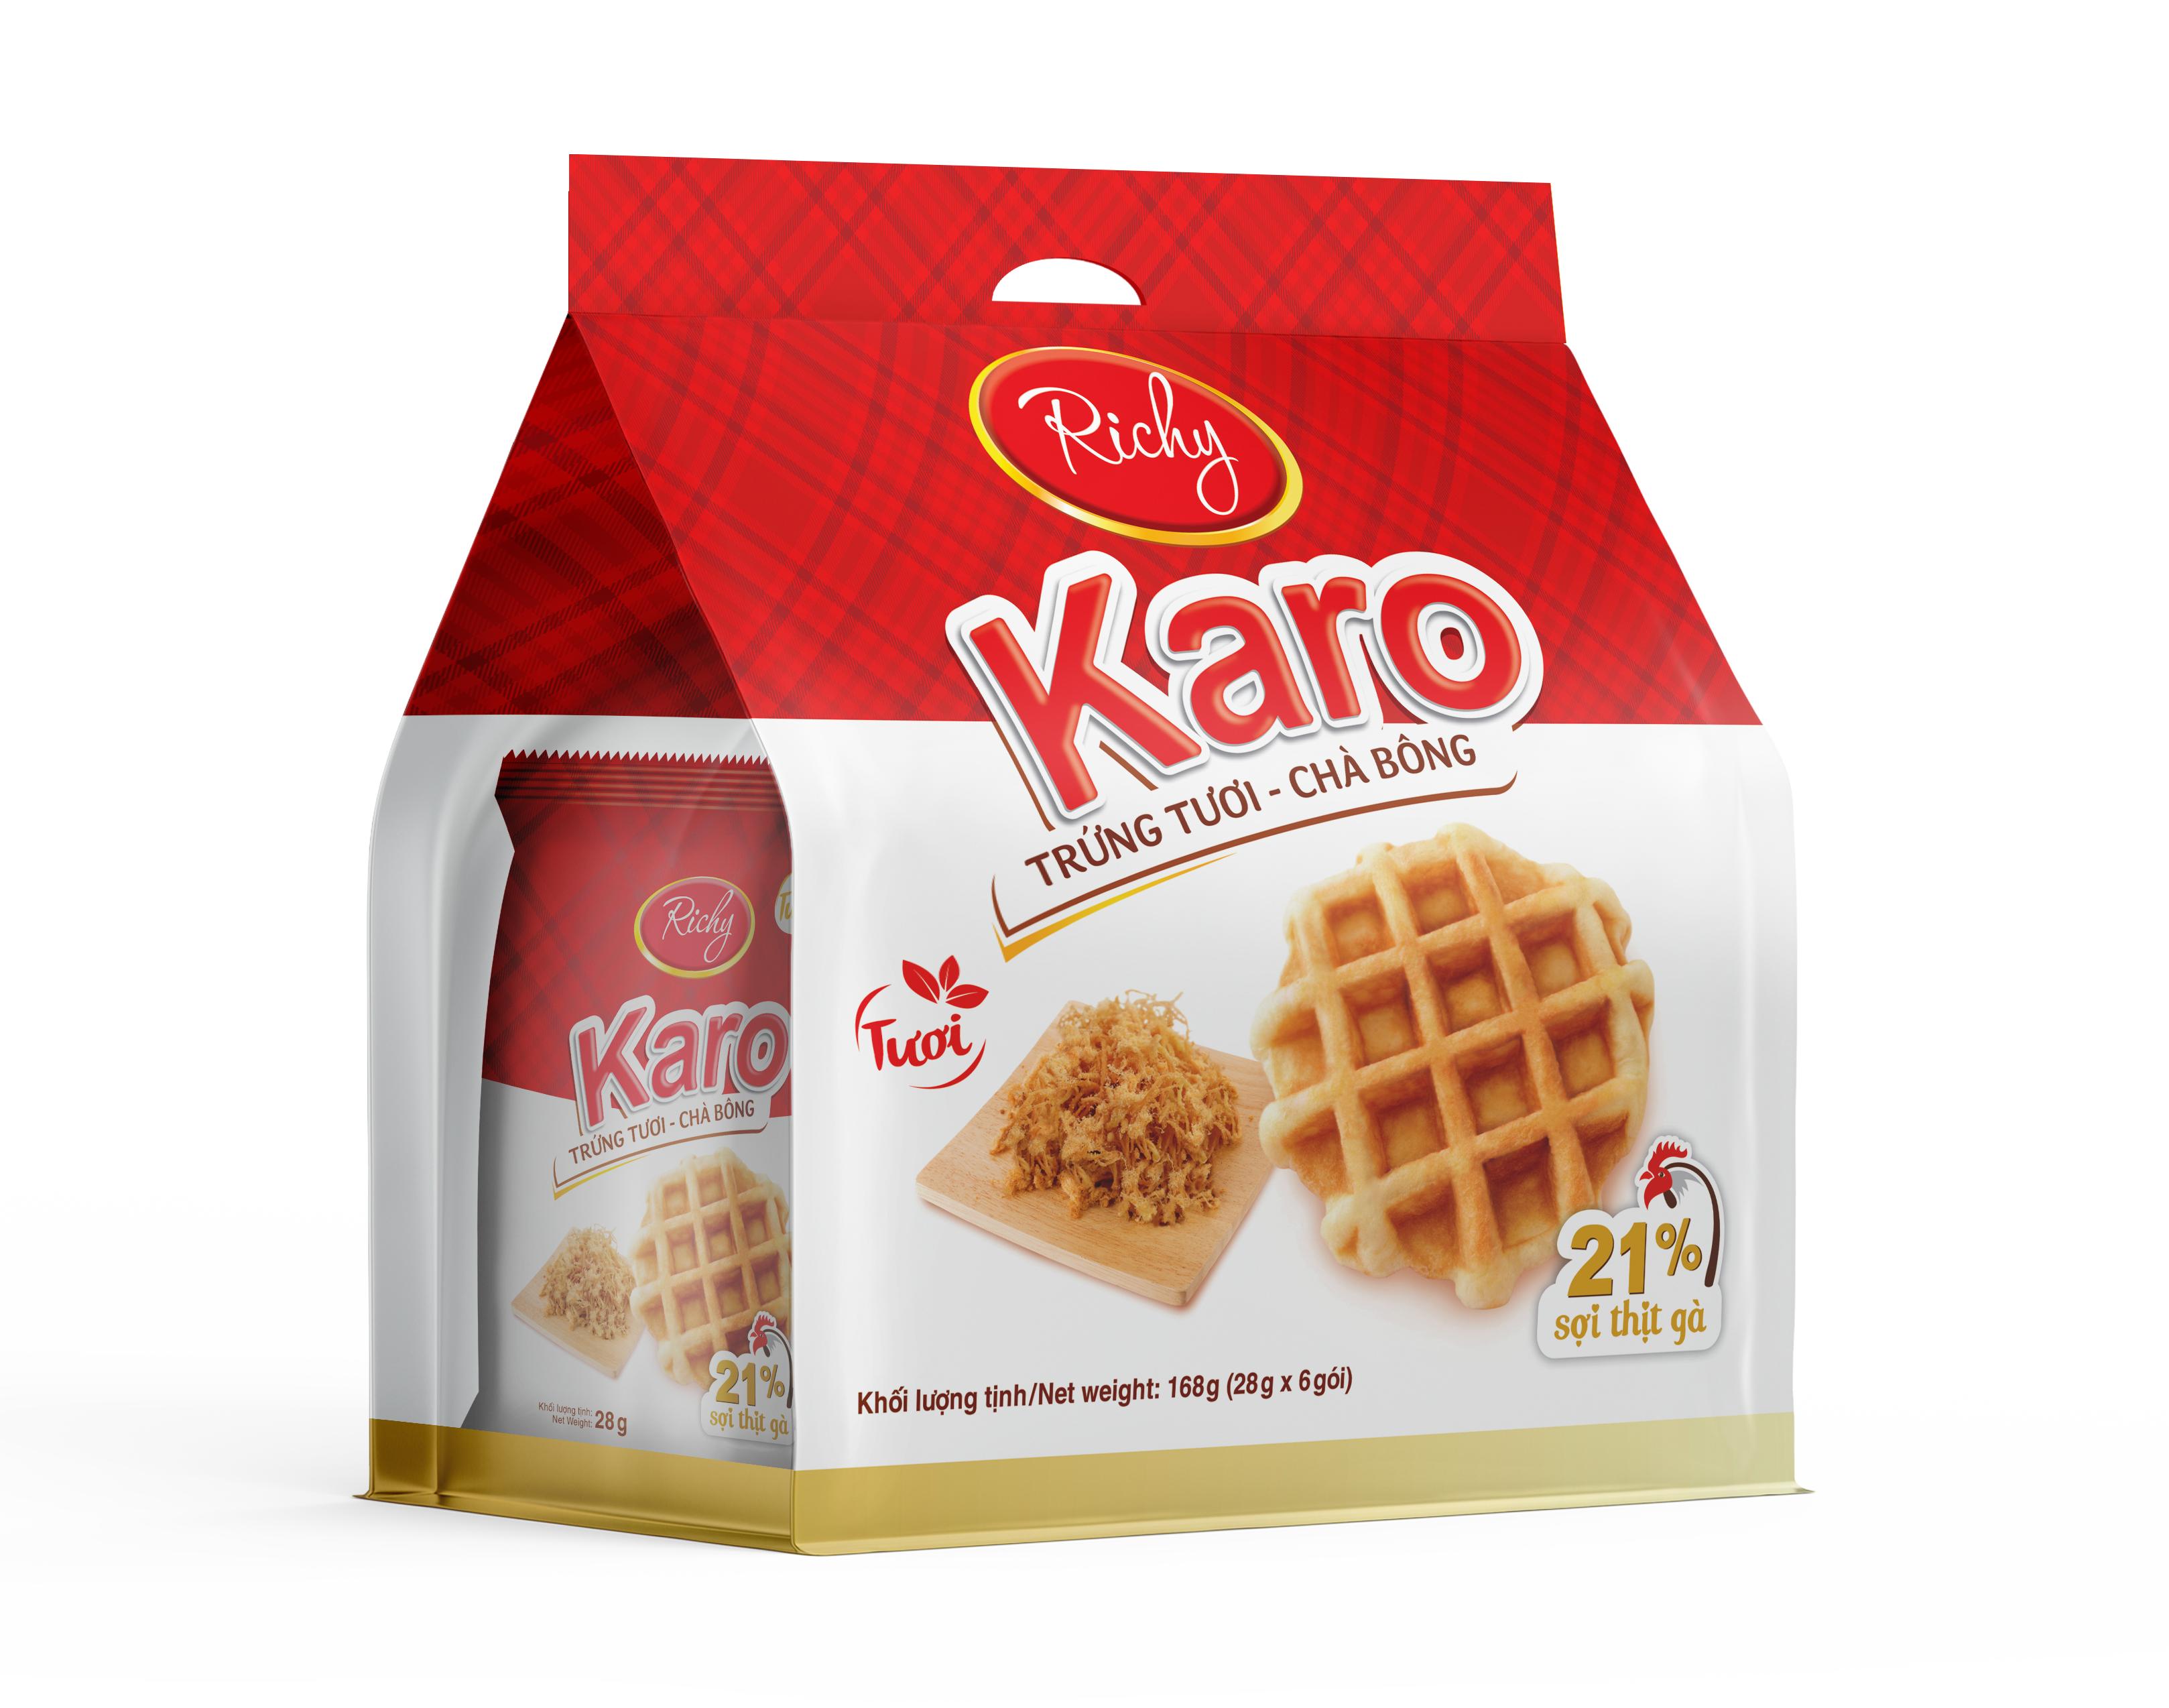 Richy
Karo
TRỨNG TƯƠI - CHÀ BÔNG
Tươi
21%
sợi thịt gà
Khối lượng tịnh/Net weight: 168g (28g x 6 gói)
Richy
Karo
TRỨNG TƯƠI - CHÀ BÔNG
21%
sợi thịt gà
Khối lượng tịnh:
Net Weight: 28 g